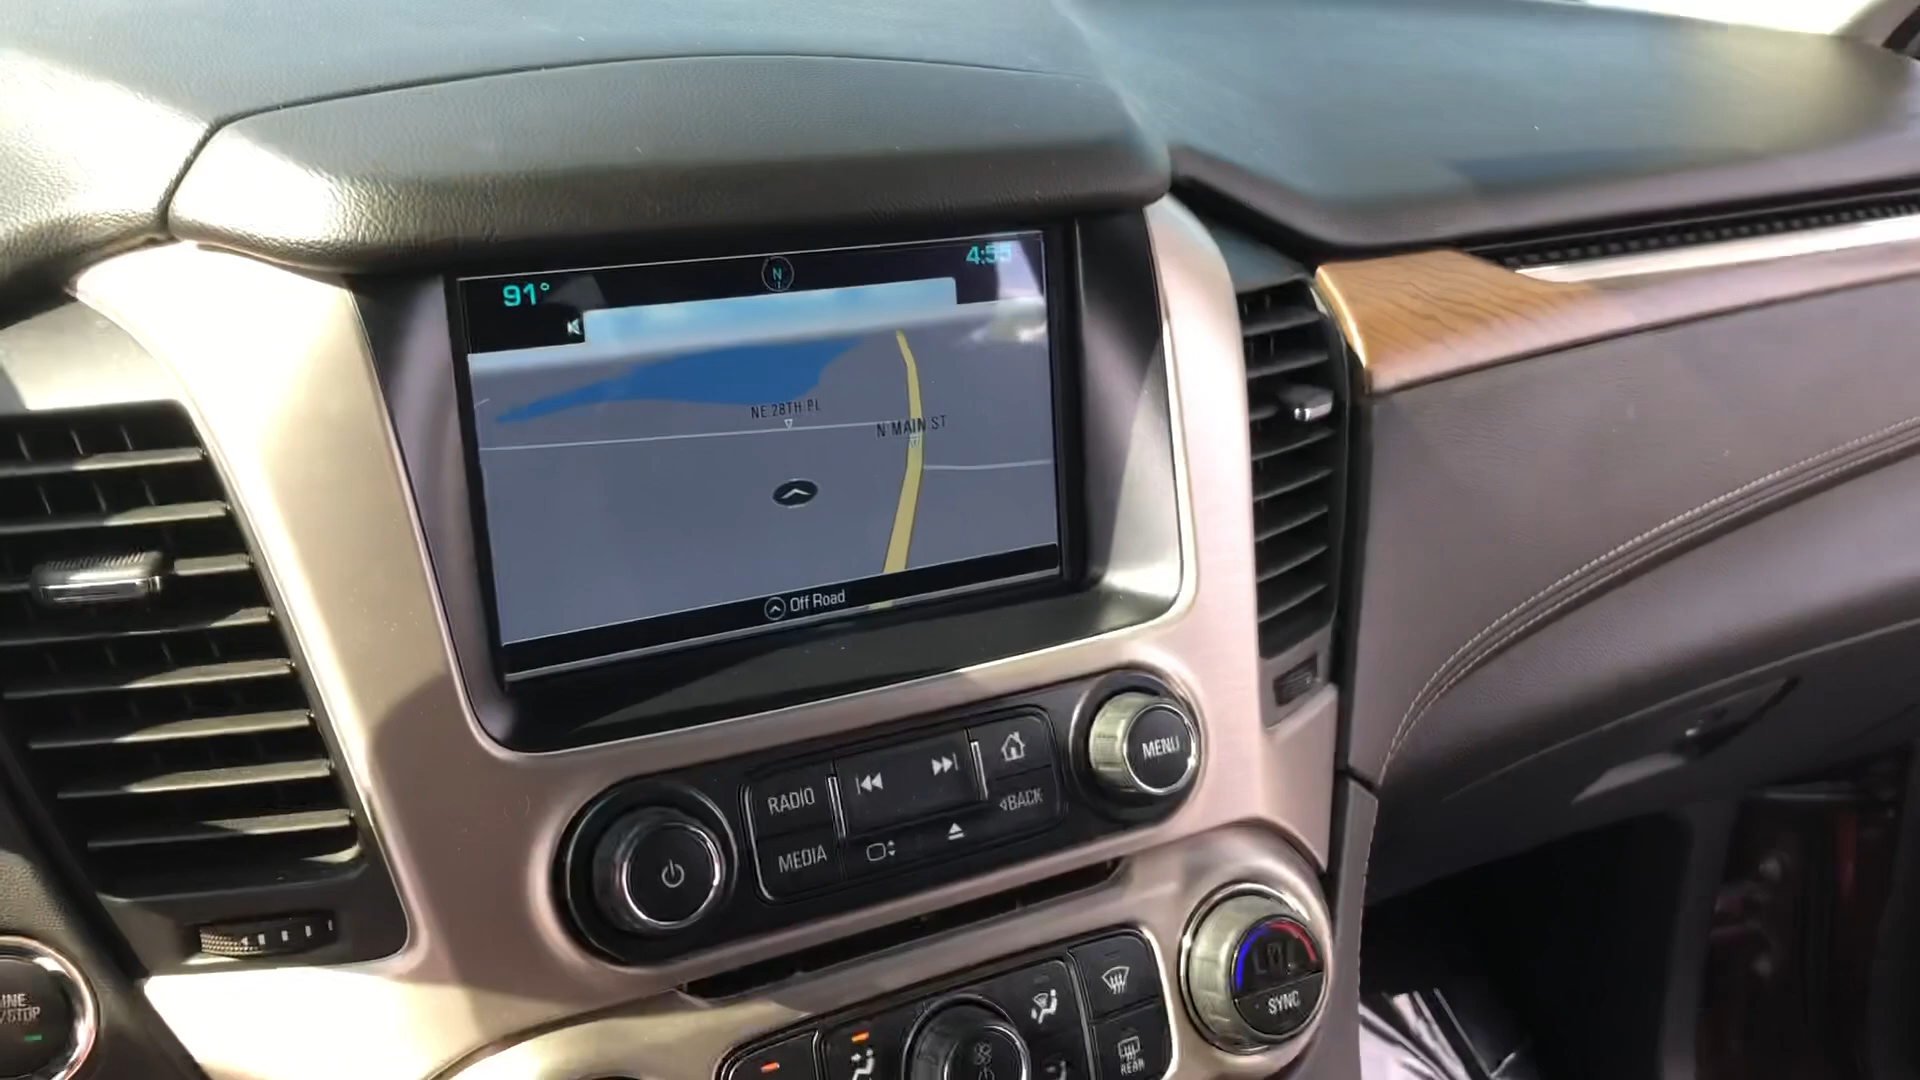 91°
N
4:55
NE 28TH PL
N MAIN ST
Off Road
RADIO
MEDIA
BACK
MENU
SYNC
REAR